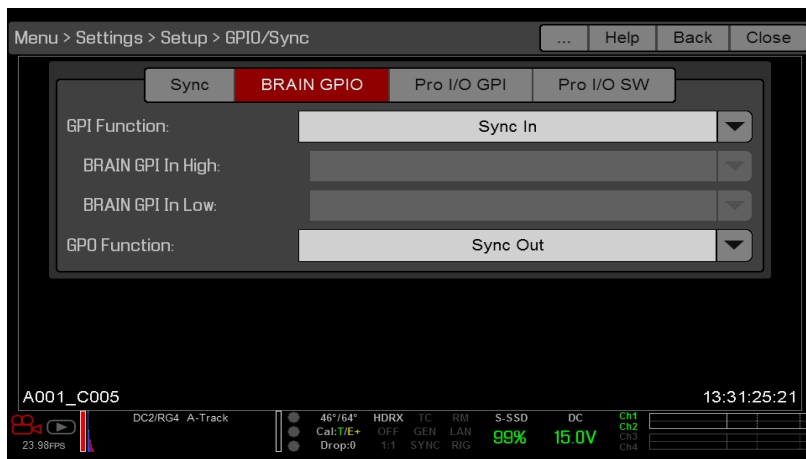 Menu > Settings > Setup > GPIO/Sync ... Help Back Close
Sync BRAIN GPIO Pro I/O GPI Pro I/O SW
GPI Function: Sync In
BRAIN GPI In High:
BRAIN GPI In Low:
GPO Function: Sync Out
A001_C005 13:31:25:21
DC2/RG4 A-Track 46°/64° HDRX TC RM S-SSD DC Ch1
Cal:T/E+ OFF GEN LAN 99% 15.0V Ch2
23.98FPS Drop:0 1:1 SYNC RIG Ch3
Ch4